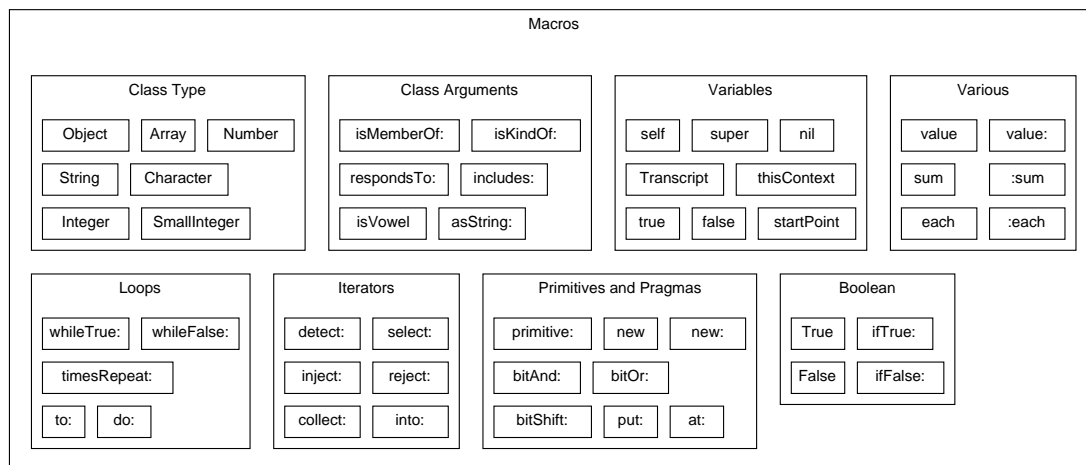 Macros
Class Type
Object Array Number
String Character
Integer SmallInteger
Class Arguments
isMemberOf: isKindOf:
respondsTo: includes:
isVowel asString:
Variables
self super nil
Transcript thisContext
true false startPoint
Various
value value:
sum :sum
each :each
Loops
whileTrue: whileFalse:
timesRepeat:
to: do:
Iterators
detect: select:
inject: reject:
collect: into:
Primitives and Pragmas
primitive: new new:
bitAnd: bitOr:
bitShift: put: at:
Boolean
True ifTrue:
False ifFalse: